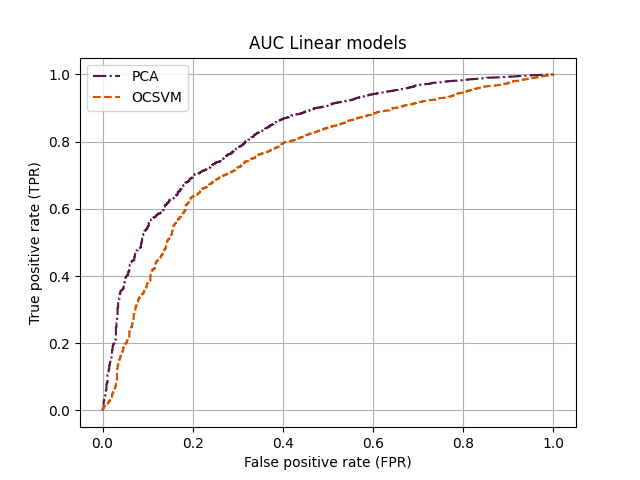 AUC Linear models
PCA
OCSVM
True positive rate (TPR)
1.0
0.8
0.6
0.4
0.2
0.0
0.0 0.2 0.4 0.6 0.8 1.0
False positive rate (FPR)